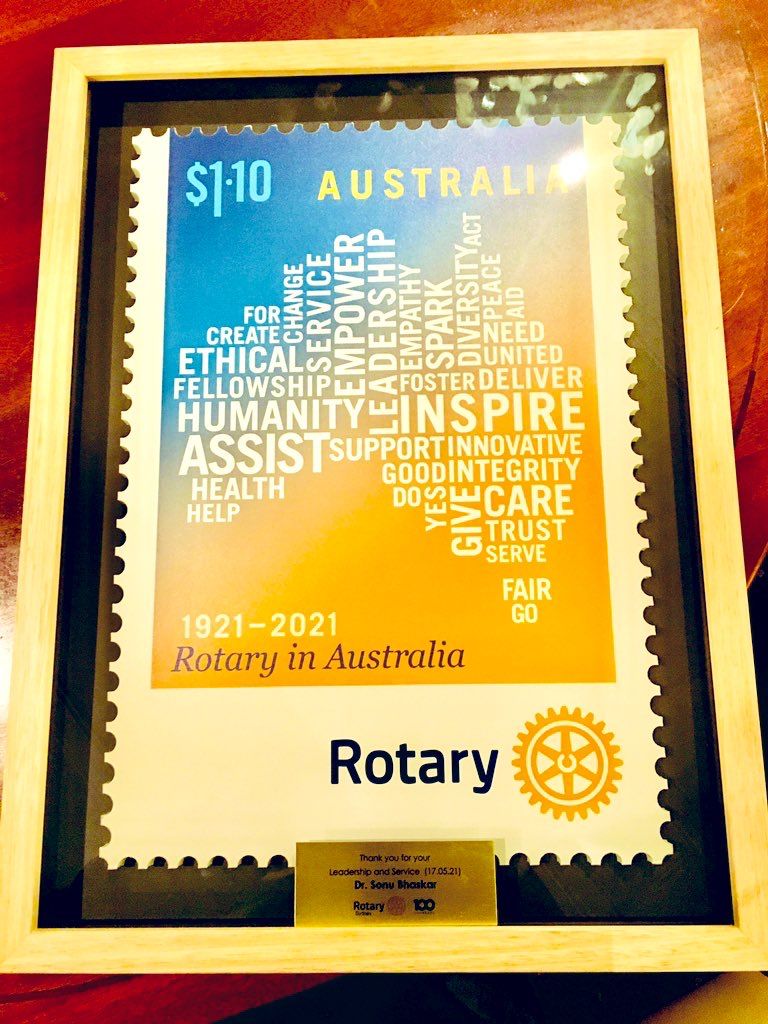 $1.10 AUSTRALIA
ACT
CHANGE SERVICE EMPOWER LEADERSHIP EMPATHY SPARK DIVERSITY PEACE AID
FOR
CREATE
NEED
ETHICAL
UNITED
FELLOWSHIP
FOSTER DELIVER
HUMANITY
INSPIRE
ASSIST
SUPPORT INNOVATIVE
GOOD INTEGRITY
HEALTH
DO YES GIVE CARE
HELP
TRUST
SERVE
FAIR
GO
1921-2021
Rotary in Australia
Rotary
Thank you for your
Leadership and Service (17.05.21)
Dr. Sonu Bhaskar
Rotary 100